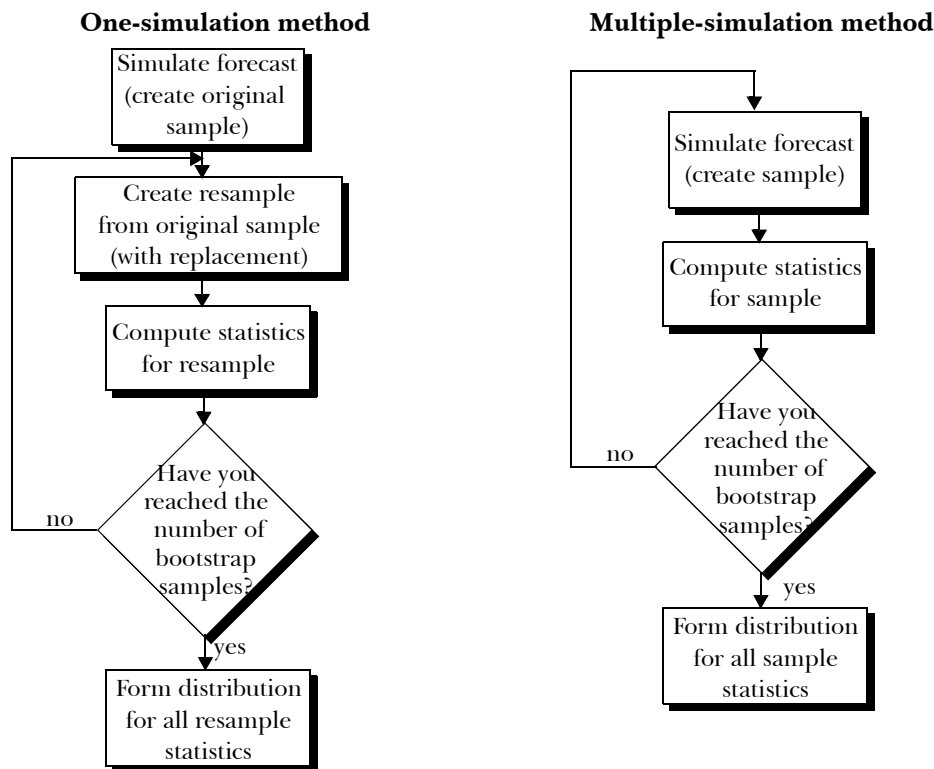 One-simulation method
Simulate forecast
(create original
sample)
Create resample
from original sample
(with replacement)
Compute statistics
for resample
Have you
reached the
number of
bootstrap
samples?
no
yes
Form distribution
for all resample
statistics
Multiple-simulation method
Simulate forecast
(create sample)
Compute statistics
for sample
Have you
reached the
number of
bootstrap
samples?
no
yes
Form distribution
for all sample
statistics